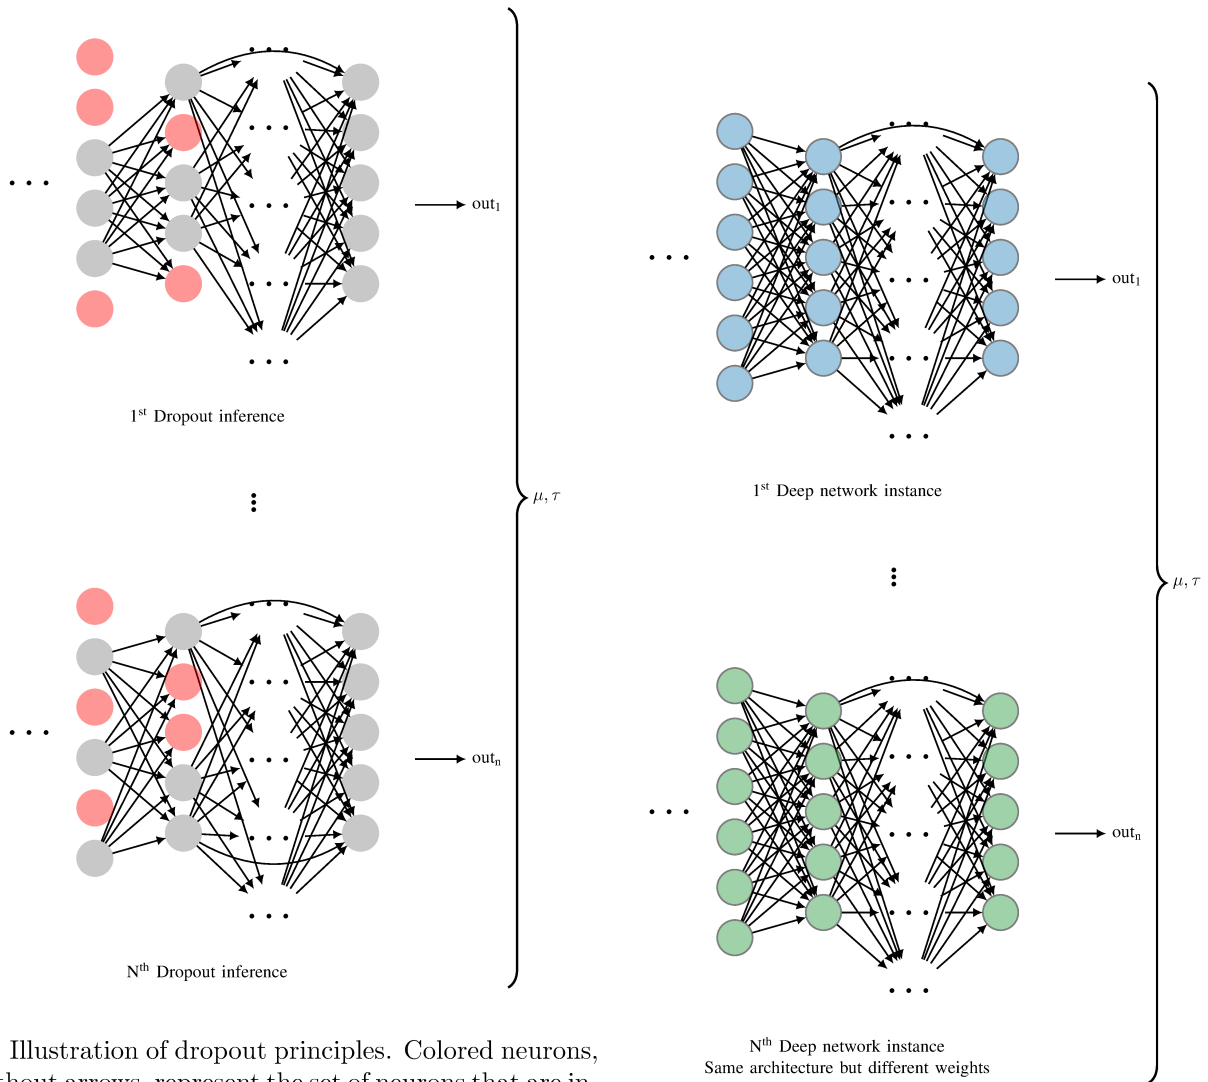 out1
1st Dropout inference
μ, τ
outn
Nth Dropout inference
Illustration of dropout principles. Colored neurons,
out1
1st Deep network instance
μ, τ
outn
Nth Deep network instance
Same architecture but different weights